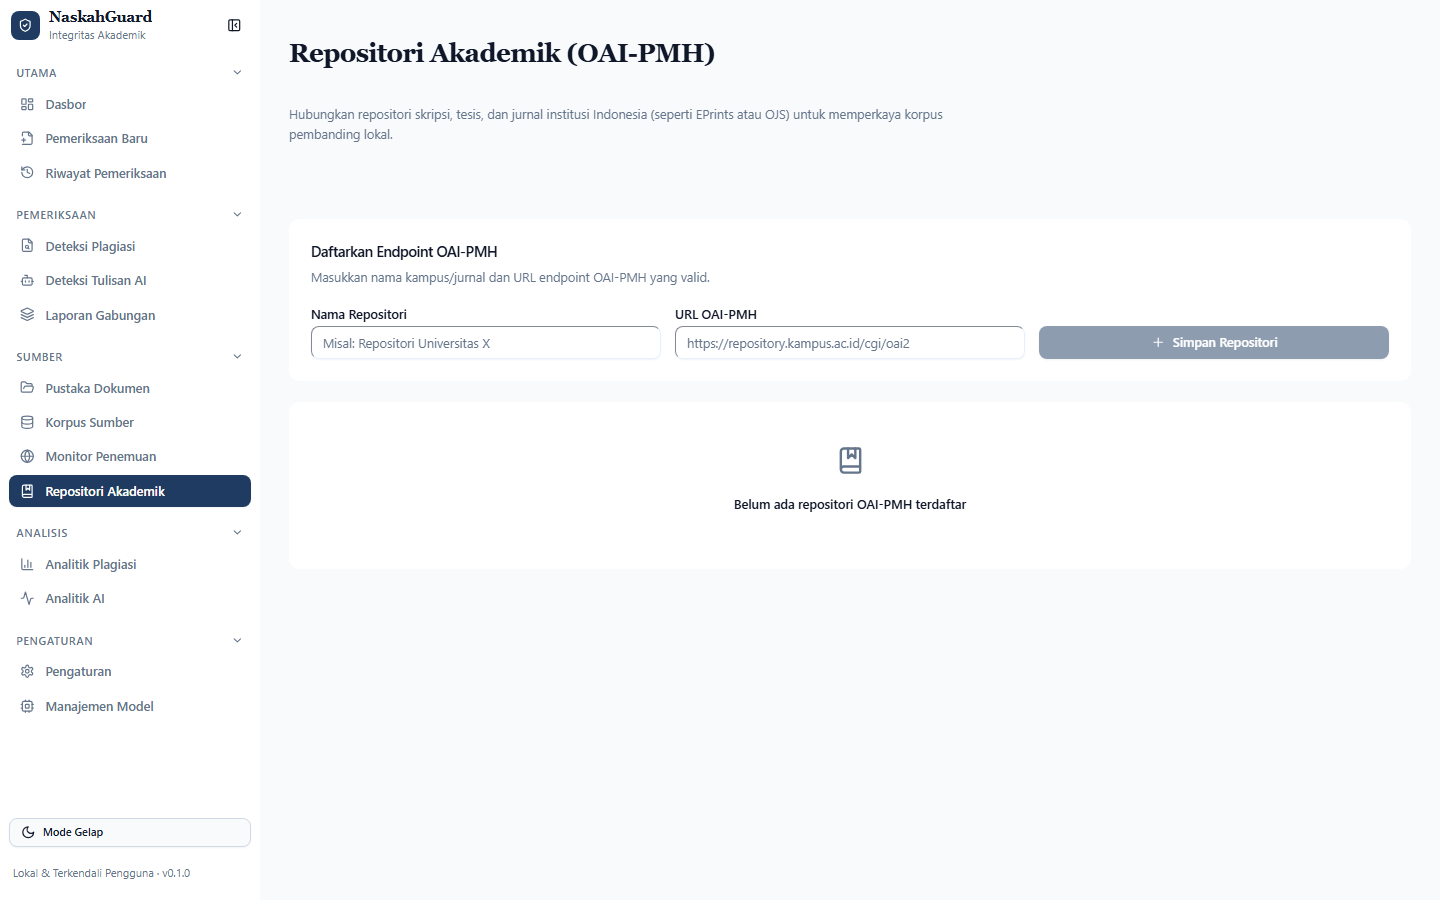 NaskahGuard
Integritas Akademik
UTAMA
Dasbor
Pemeriksaan Baru
Riwayat Pemeriksaan
PEMERIKSAAN
Deteksi Plagiasi
Deteksi Tulisan AI
Laporan Gabungan
SUMBER
Pustaka Dokumen
Korpus Sumber
Monitor Penemuan
Repositori Akademik
ANALISIS
Analitik Plagiasi
Analitik AI
PENGATURAN
Pengaturan
Manajemen Model
Mode Gelap
Lokal & Terkendali Pengguna · v0.1.0
Repositori Akademik (OAI-PMH)
Hubungkan repositori skripsi, tesis, dan jurnal institusi Indonesia (seperti EPrints atau OJS) untuk memperkaya korpus
pembanding lokal.
Daftarkan Endpoint OAI-PMH
Masukkan nama kampus/jurnal dan URL endpoint OAI-PMH yang valid.
Nama Repositori
Misal: Repositori Universitas X
URL OAI-PMH
https://repository.kampus.ac.id/cgi/oai2
Simpan Repositori
Belum ada repositori OAI-PMH terdaftar